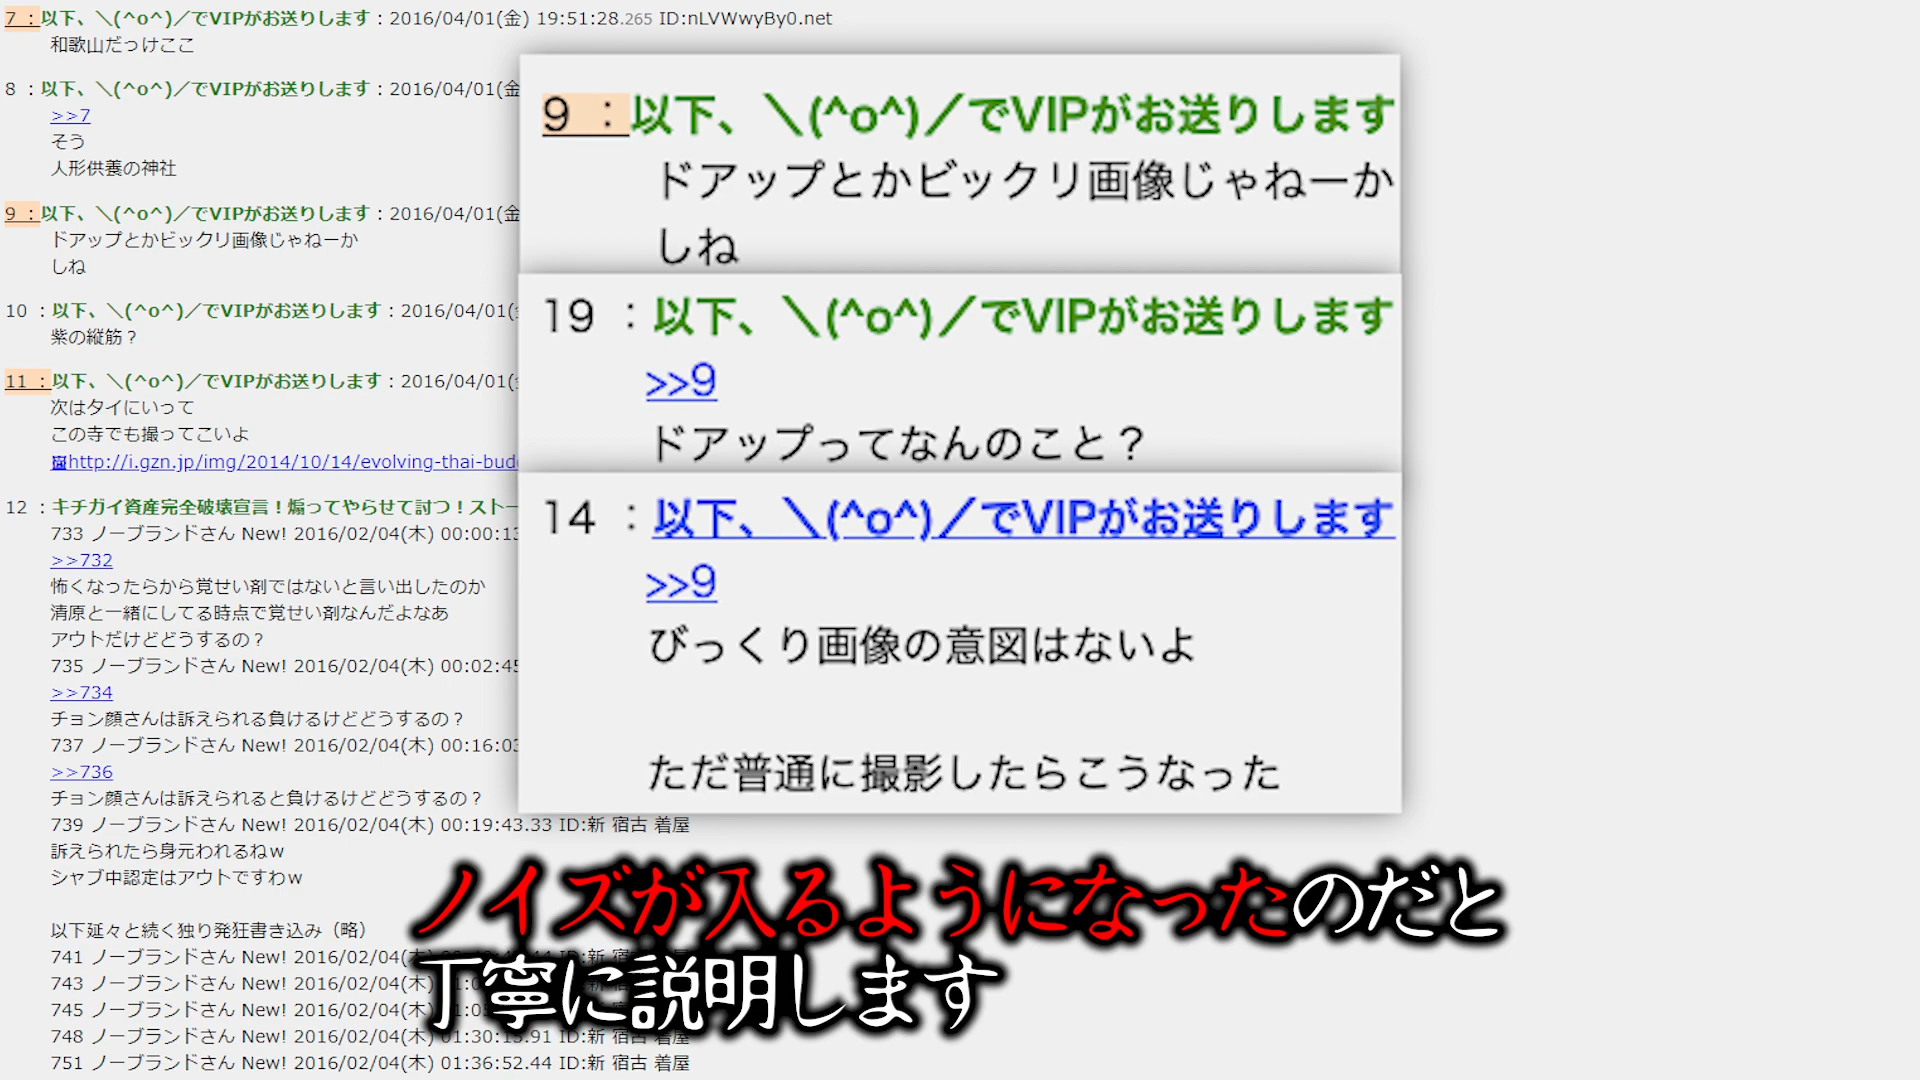 7 ：以下、＼(^o^)／でVIPがお送りします：2016/04/01(金) 19:51:28.265 ID:nLVWwyBy0.net
和歌山だっけここ
8 ：以下、＼(^o^)／でVIPがお送りします：2016/04/01(金
>>7
そう
人形供養の神社
9 ：以下、＼(^o^)／でVIPがお送りします：2016/04/01(金
ドアップとかビックリ画像じゃねーか
しね
10 ：以下、＼(^o^)／でVIPがお送りします：2016/04/01(
紫の縦筋？
11 ：以下、＼(^o^)／でVIPがお送りします：2016/04/01(
次はタイにいって
この寺でも撮ってこいよ
http://i.gzn.jp/img/2014/10/14/evolving-thai-bud
12 ：キチガイ資産完全破壊宣言！煽ってやらせて討つ！スト－
733 ノーブランドさん New! 2016/02/04(木) 00:00:13
>>732
怖くなったらから覚せい剤ではないと言い出したのか
清原と一緒にしてる時点で覚せい剤なんだよなあ
アウトだけどどうするの？
735 ノーブランドさん New! 2016/02/04(木) 00:02:45
>>734
チョン顔さんは訴えられる負けるけどどうするの？
737 ノーブランドさん New! 2016/02/04(木) 00:16:03
>>736
チョン顔さんは訴えられると負けるけどどうするの？
739 ノーブランドさん New! 2016/02/04(木) 00:19:43.33 ID:新 宿古 着屋
訴えられたら身元われるねｗ
シャブ中認定はアウトですわｗ
以下延々と続く独り発狂書き込み（略）
741 ノーブランドさん New! 2016/02/04(木)
743 ノーブランドさん New! 2016/02/04(木)
745 ノーブランドさん New! 2016/02/04(木)
748 ノーブランドさん New! 2016/02/04(木) 01:30:15.91 ID:新 宿古 着屋
751 ノーブランドさん New! 2016/02/04(木) 01:36:52.44 ID:新 宿古 着屋
9 ：以下、＼(^o^)／でVIPがお送りします
ドアップとかビックリ画像じゃねーか
しね
19 ：以下、＼(^o^)／でVIPがお送りします
>>9
ドアップってなんのこと？
14 ：以下、＼(^o^)／でVIPがお送りします
>>9
びっくり画像の意図はないよ
ただ普通に撮影したらこうなった
ノイズが入るようになったのだと
丁寧に説明します